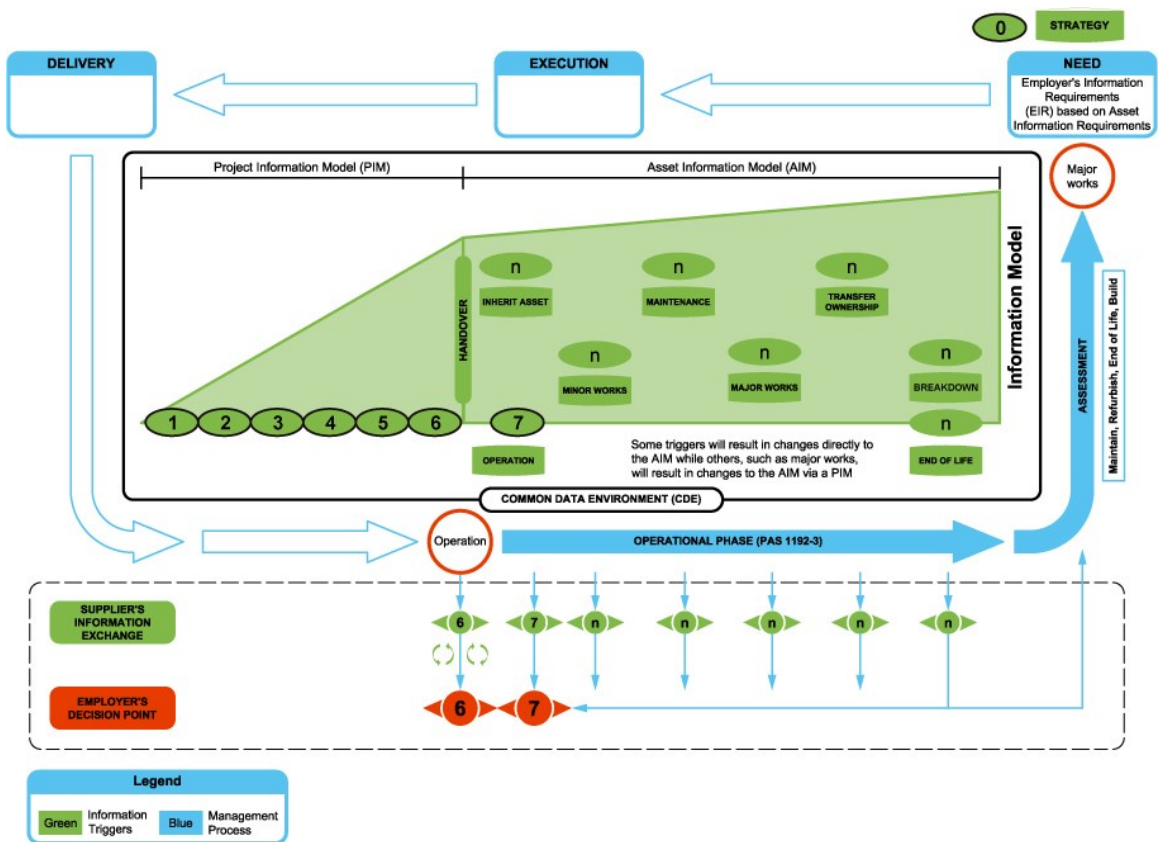 0
STRATEGY
DELIVERY
EXECUTION
NEED
Employer's Information
Requirements
(EIR) based on Asset
Information Requirements
Project Information Model (PIM)
Asset Information Model (AIM)
Major
works
n
INHERIT ASSET
n
MAINTENANCE
n
TRANSFER
OWNERSHIP
HANDOVER
n
MINOR WORKS
n
MAJOR WORKS
n
BREAKDOWN
Information Model
ASSESSMENT
Maintain, Refurbish, End of Life, Build
1
2
3
4
5
6
7
n
OPERATION
Some triggers will result in changes directly to
the AIM while others, such as major works,
will result in changes to the AIM via a PIM
END OF LIFE
COMMON DATA ENVIRONMENT (CDE)
Operation
OPERATIONAL PHASE (PAS 1192-3)
SUPPLIER'S
INFORMATION
EXCHANGE
6
7
n
n
n
n
n
EMPLOYER'S
DECISION POINT
6
7
Legend
Green
Information
Triggers
Blue
Management
Process